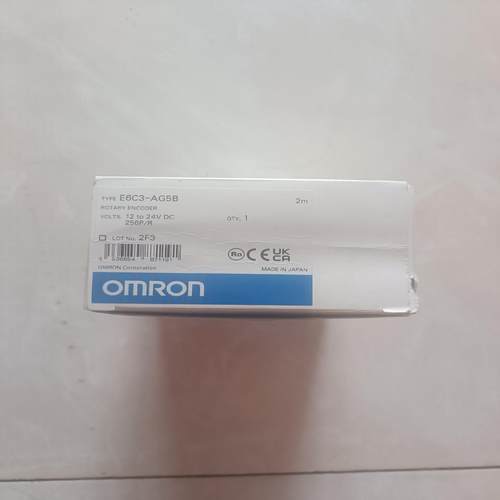 TYPE E6C3-AG5B 2m
ROTARY ENCODER
VOLTS. 12 to 24V DC QTY. 1
256P/R
LOT No. 2F3
CE UK CA
OMRON Corporation MADE IN JAPAN
OMRON